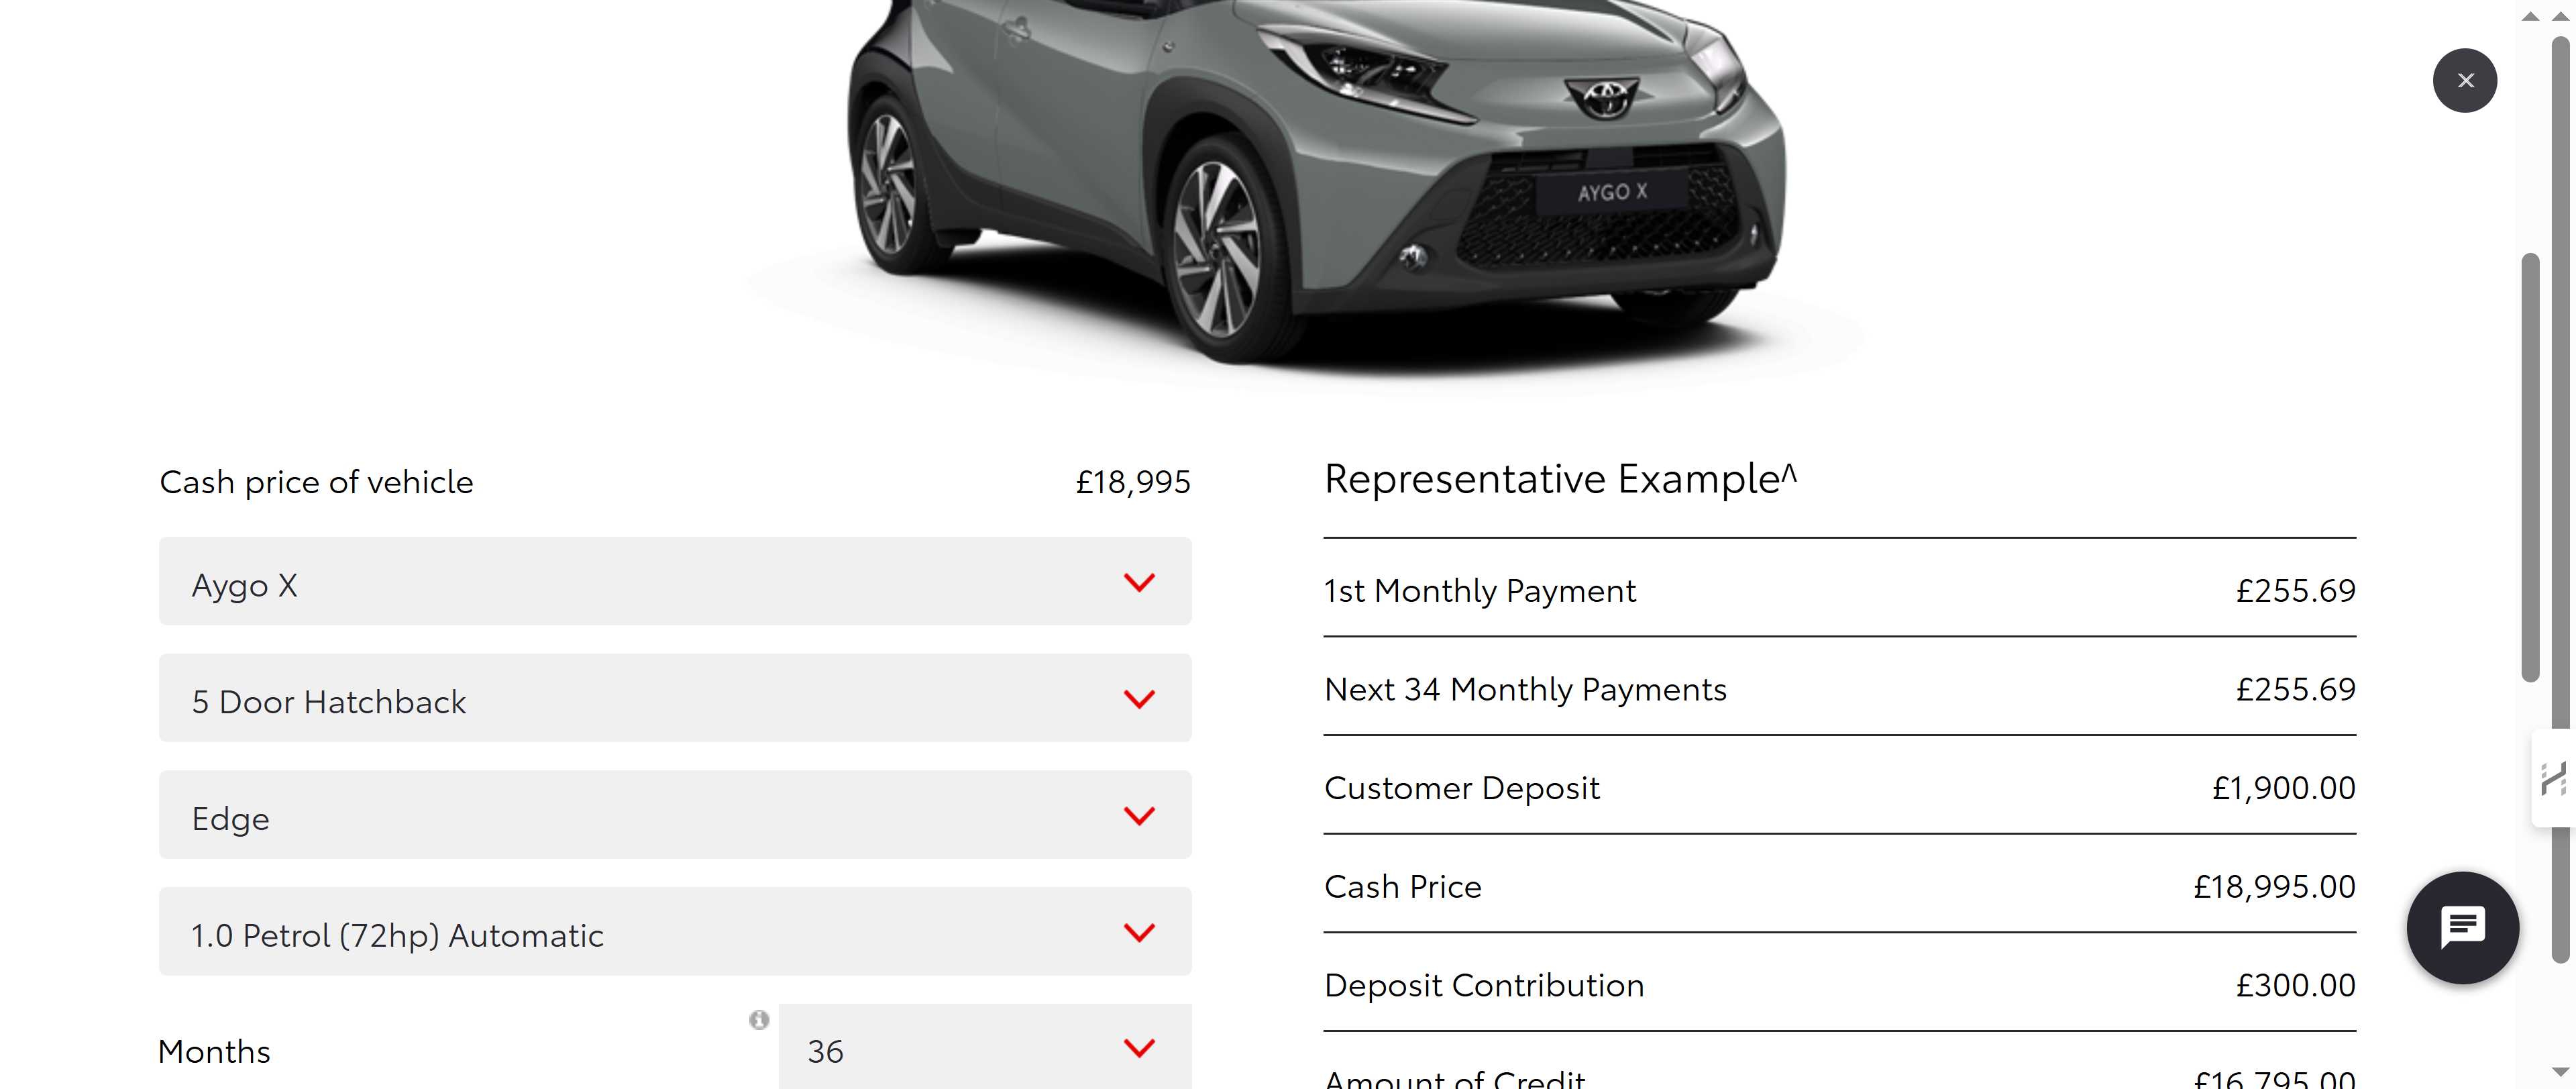 AYGO X
Cash price of vehicle £18,995
Aygo X
5 Door Hatchback
Edge
1.0 Petrol (72hp) Automatic
Months 36
Representative Example^
1st Monthly Payment £255.69
Next 34 Monthly Payments £255.69
Customer Deposit £1,900.00
Cash Price £18,995.00
Deposit Contribution £300.00
Amount of Credit £16,795.00